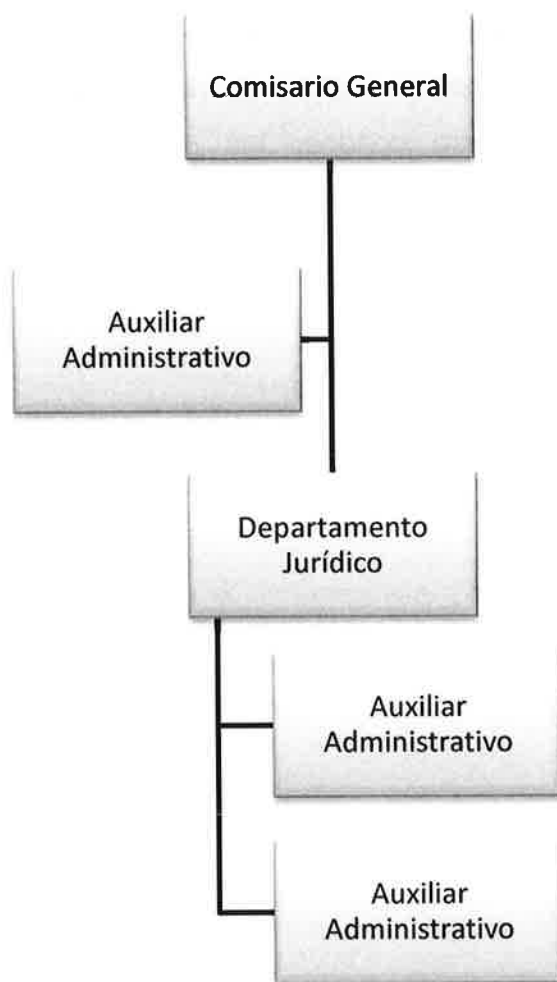 Comisario General
Auxiliar
Administrativo
Departamento
Jurídico
Auxiliar
Administrativo
Auxiliar
Administrativo